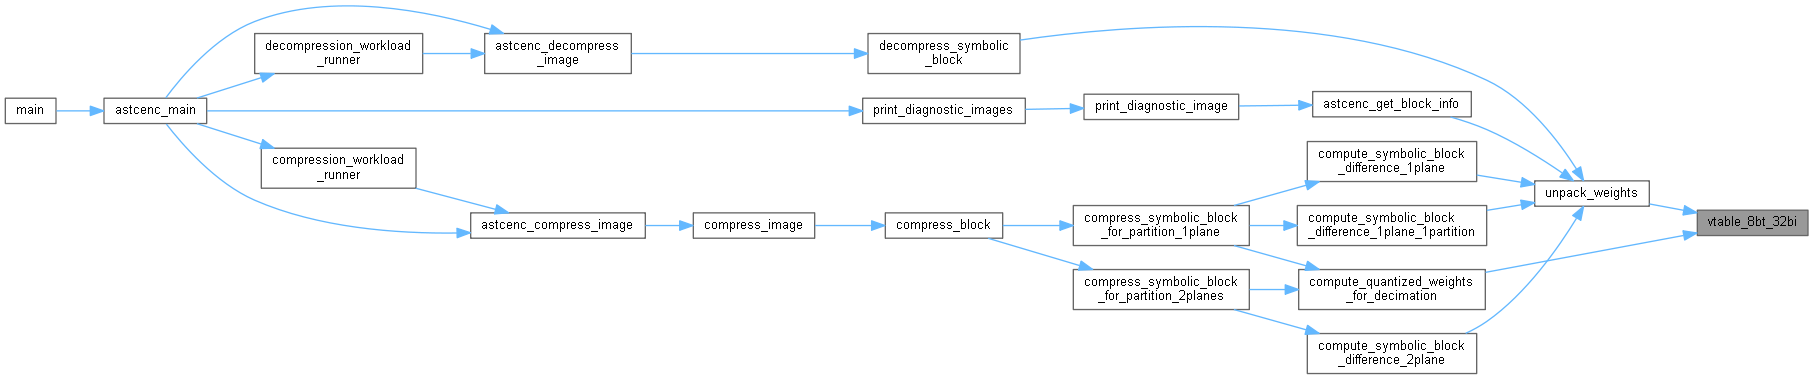 main
astcenc_main
decompression_workload
_runner
compression_workload
_runner
astcenc_decompress
_image
astcenc_compress_image
compress_image
decompress_symbolic
_block
print_diagnostic_images
compress_block
print_diagnostic_image
compress_symbolic_block
_for_partition_1plane
compress_symbolic_block
_for_partition_2planes
astcenc_get_block_info
compute_symbolic_block
_difference_1plane
compute_symbolic_block
_difference_1plane_1partition
compute_quantized_weights
_for_decimation
compute_symbolic_block
_difference_2plane
unpack_weights
vtable_8bt_32bi